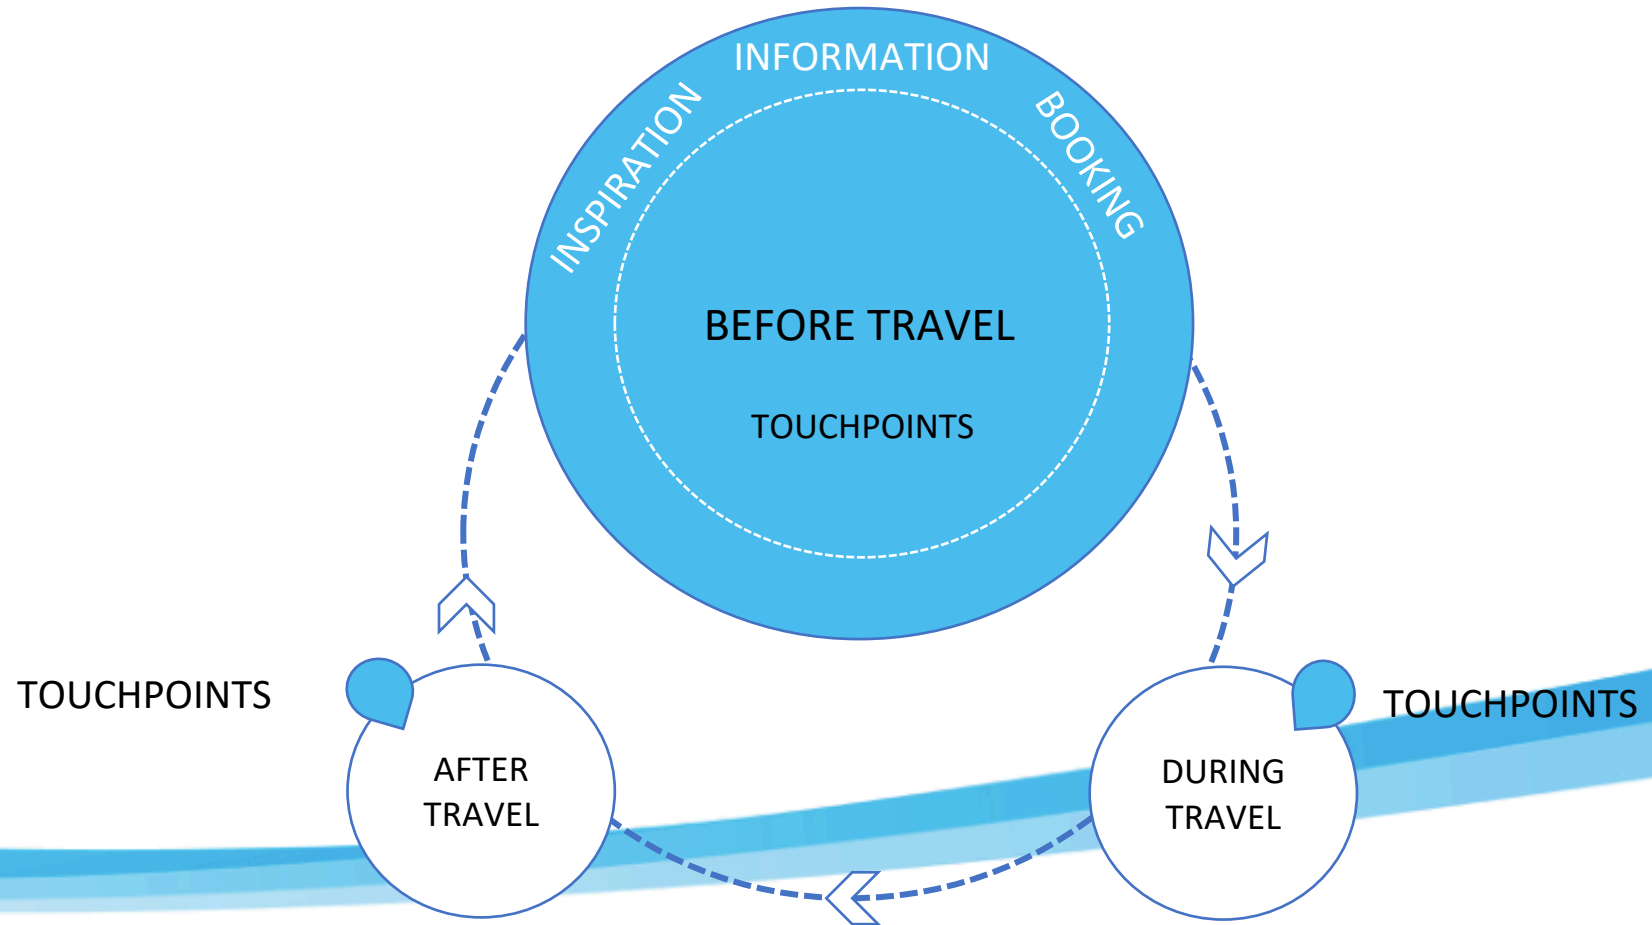 INFORMATION
INSPIRATION
BOOKING
BEFORE TRAVEL
TOUCHPOINTS
TOUCHPOINTS
TOUCHPOINTS
AFTER
TRAVEL
DURING
TRAVEL